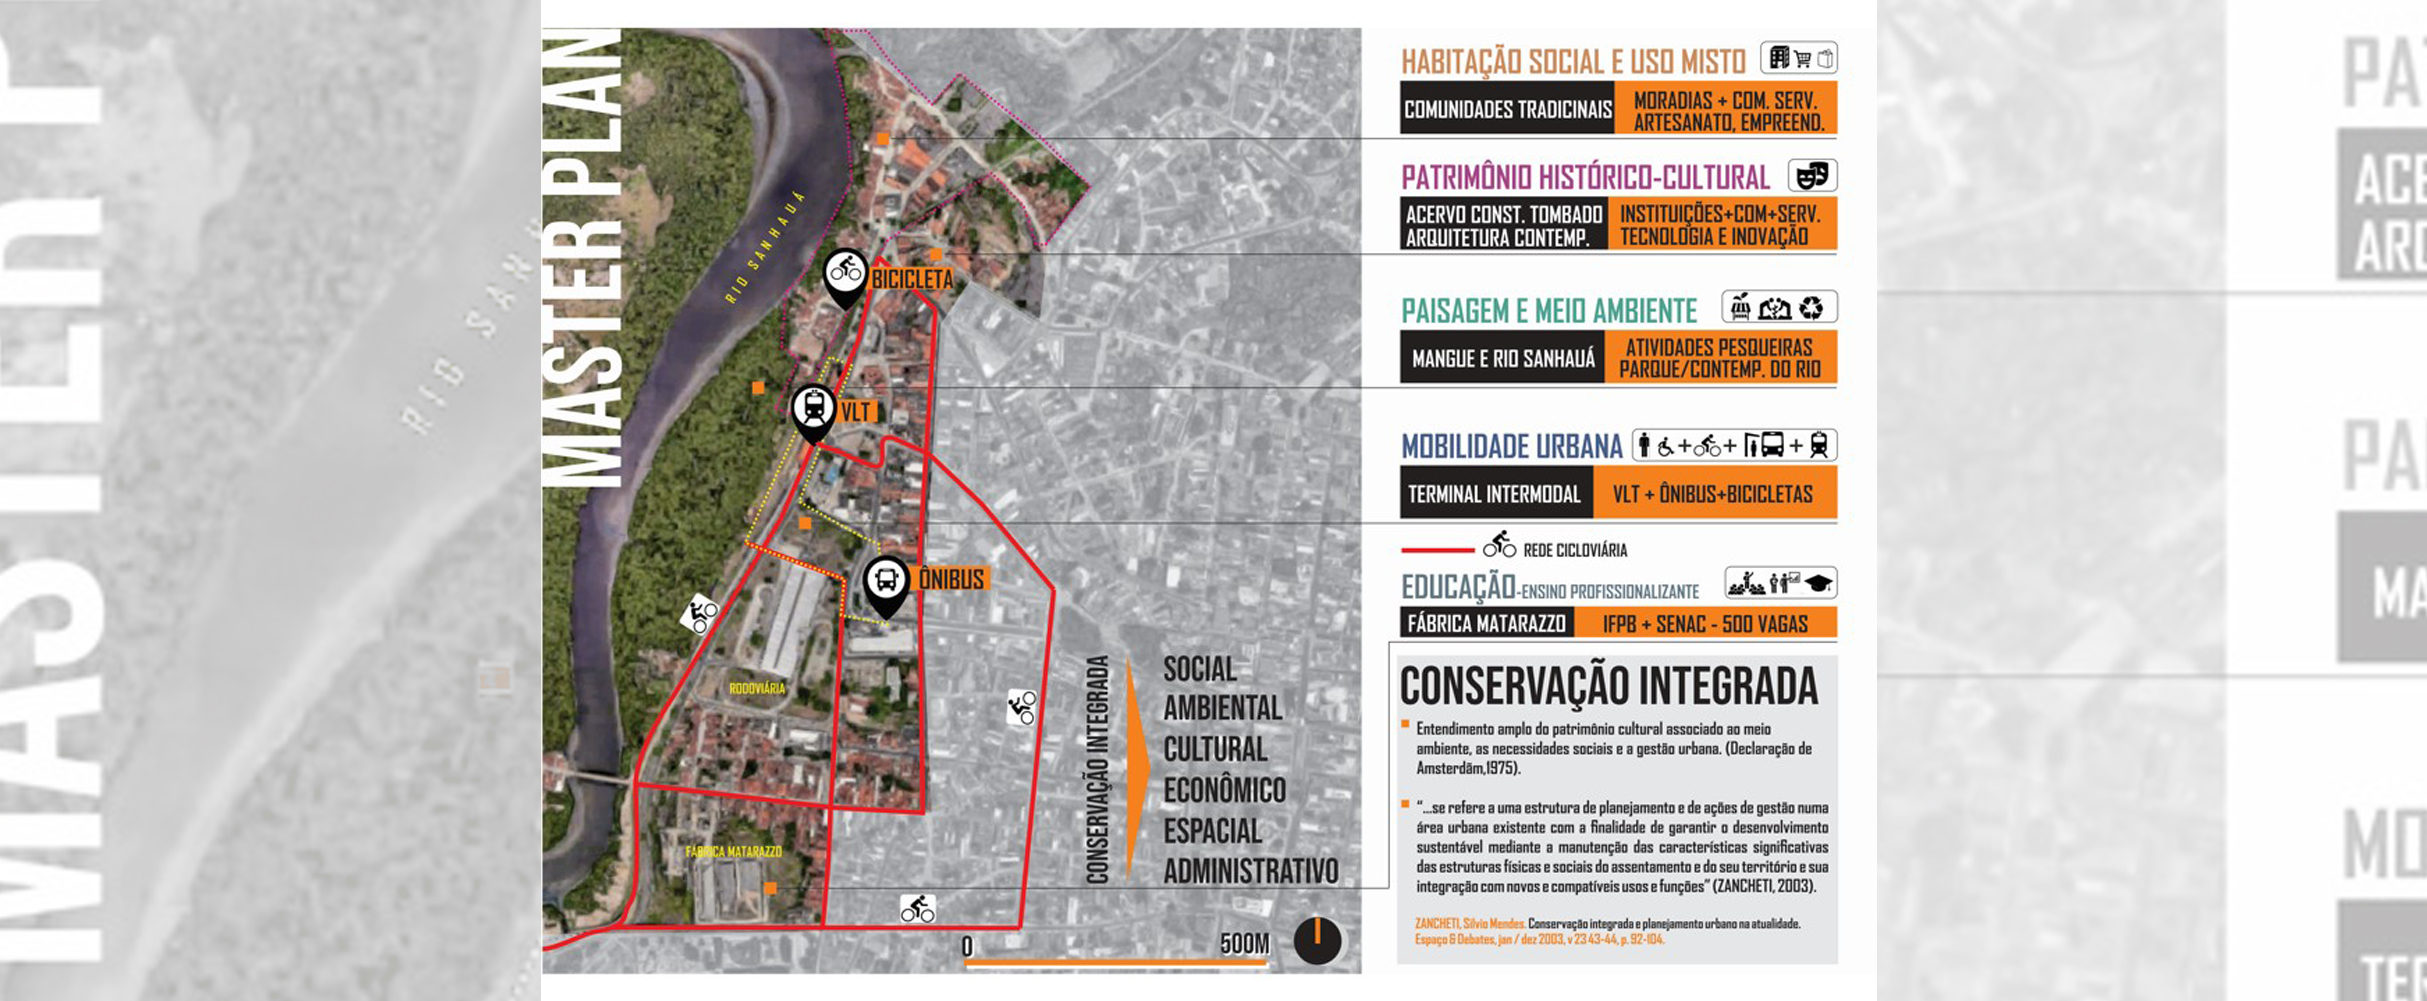 MASTER PLAN
RIO SANHAUÁ
BICICLETA
VLT
ÔNIBUS
RODOVIÁRIA
FÁBRICA MATARAZZO
CONSERVAÇÃO INTEGRADA
SOCIAL
AMBIENTAL
CULTURAL
ECONÔMICO
ESPACIAL
ADMINISTRATIVO
0 500M
HABITAÇÃO SOCIAL E USO MISTO
COMUNIDADES TRADICINAIS
MORADIAS + COM. SERV.
ARTESANATO, EMPREEND.
PATRIMÔNIO HISTÓRICO-CULTURAL
ACERVO CONST. TOMBADO
ARQUITETURA CONTEMP.
INSTITUIÇÕES+COM+SERV.
TECNOLOGIA E INOVAÇÃO
PAISAGEM E MEIO AMBIENTE
MANGUE E RIO SANHAUÁ
ATIVIDADES PESQUEIRAS
PARQUE/CONTEMP. DO RIO
MOBILIDADE URBANA
TERMINAL INTERMODAL
VLT + ÔNIBUS+BICICLETAS
REDE CICLOVIÁRIA
EDUCAÇÃO-ENSINO PROFISSIONALIZANTE
FÁBRICA MATARAZZO
IFPB + SENAC - 500 VAGAS
CONSERVAÇÃO INTEGRADA
Entendimento amplo do patrimônio cultural associado ao meio
ambiente, as necessidades sociais e a gestão urbana. (Declaração de
Amsterdãm,1975).
"...se refere a uma estrutura de planejamento e de ações de gestão numa
área urbana existente com a finalidade de garantir o desenvolvimento
sustentável mediante a manutenção das características significativas
das estruturas físicas e sociais do assentamento e do seu território e sua
integração com novos e compatíveis usos e funções" (ZANCHETI, 2003).
ZANCHETI, Sílvio Mendes. Conservação integrada e planejamento urbano na atualidade.
Espaço & Debates, jan / dez 2003, v 23 43-44, p. 92-104.